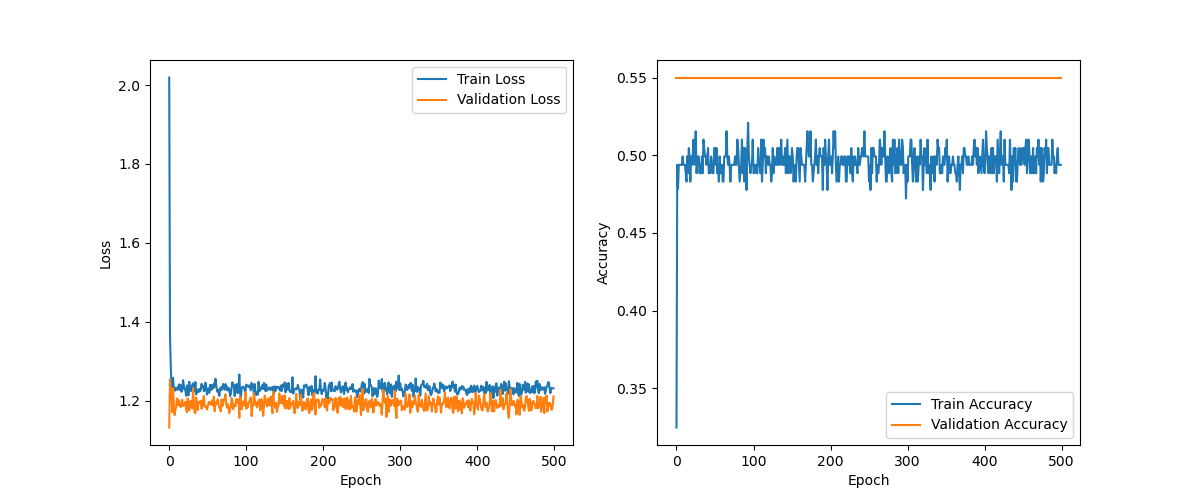 Train Loss
Validation Loss
2.0
1.8
1.6
1.4
1.2
Loss
0 100 200 300 400 500
Epoch
0.55
0.50
0.45
0.40
0.35
Accuracy
Train Accuracy
Validation Accuracy
0 100 200 300 400 500
Epoch